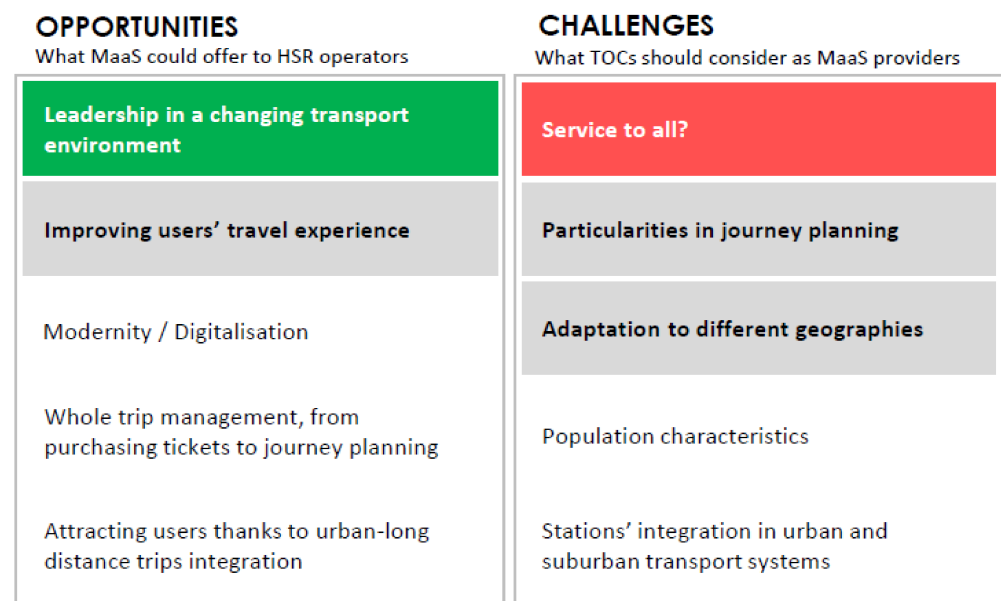 OPPORTUNITIES
What MaaS could offer to HSR operators
Leadership in a changing transport
environment
Improving users’ travel experience
Modernity / Digitalisation
Whole trip management, from
purchasing tickets to journey planning
Attracting users thanks to urban-long
distance trips integration
CHALLENGES
What TOCs should consider as MaaS providers
Service to all?
Particularities in journey planning
Adaptation to different geographies
Population characteristics
Stations’ integration in urban and
suburban transport systems